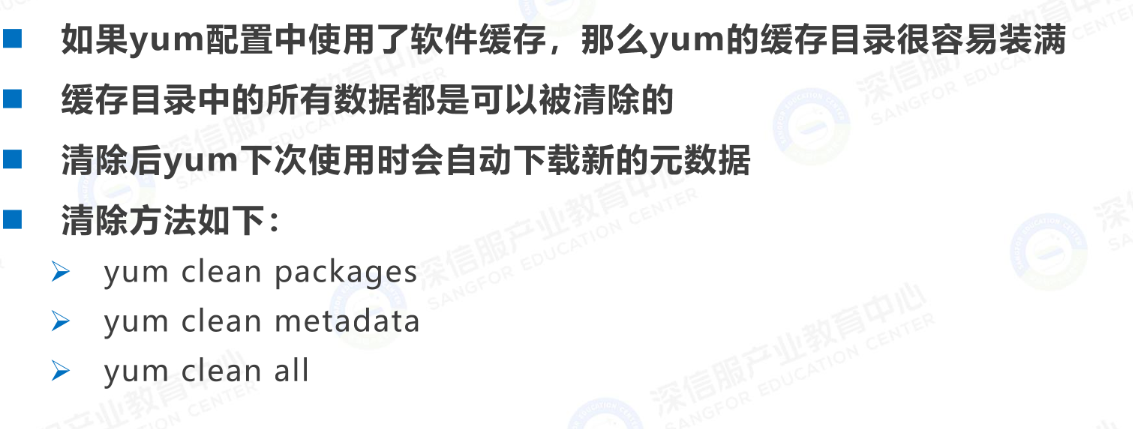 如果yum配置中使用了软件缓存，那么yum的缓存目录很容易装满
缓存目录中的所有数据都是可以被清除的
清除后yum下次使用时会自动下载新的元数据
清除方法如下：
yum clean packages
yum clean metadata
yum clean all
深信服产业教育中心
SANGFOR EDUCATION CENTER